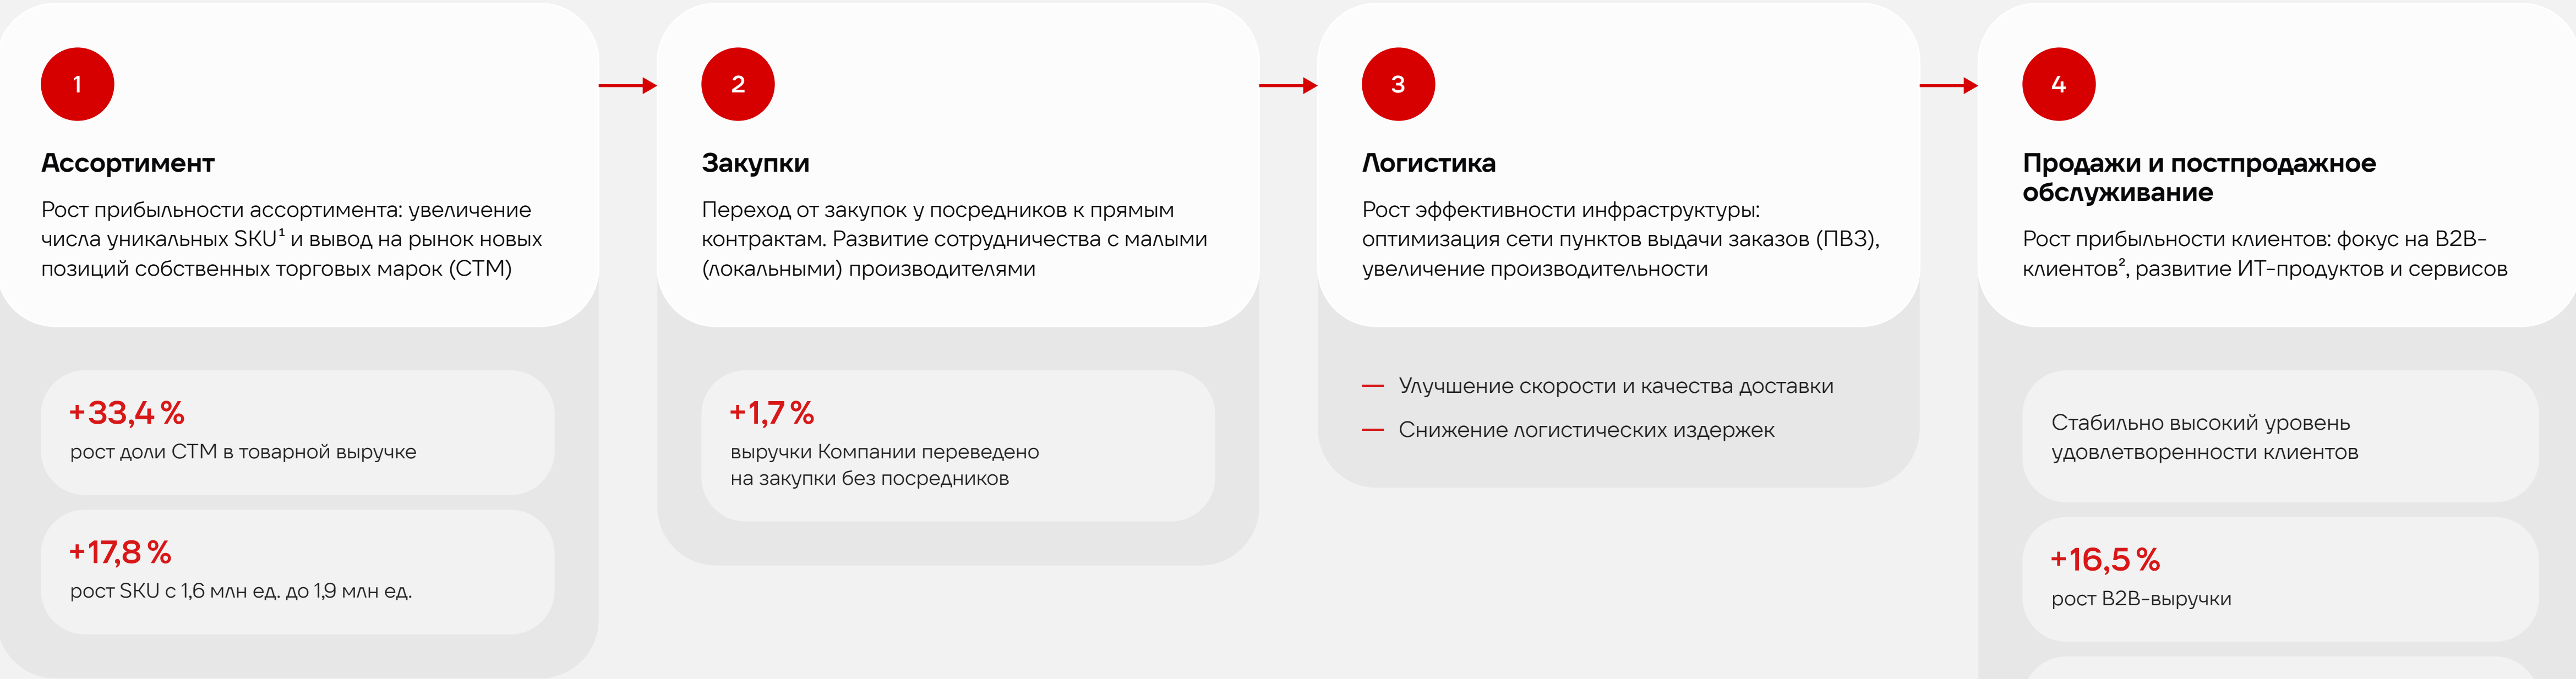 1
Ассортимент
Рост прибыльности ассортимента: увеличение
числа уникальных SKU¹ и вывод на рынок новых
позиций собственных торговых марок (СТМ)
+33,4 %
рост доли СТМ в товарной выручке
+17,8 %
рост SKU с 1,6 млн ед. до 1,9 млн ед.
2
Закупки
Переход от закупок у посредников к прямым
контрактам. Развитие сотрудничества с малыми
(локальными) производителями
+1,7 %
выручки Компании переведено
на закупки без посредников
3
Логистика
Рост эффективности инфраструктуры:
оптимизация сети пунктов выдачи заказов (ПВЗ),
увеличение производительности
— Улучшение скорости и качества доставки
— Снижение логистических издержек
4
Продажи и постпродажное
обслуживание
Рост прибыльности клиентов: фокус на B2B-
клиентов², развитие ИТ-продуктов и сервисов
Стабильно высокий уровень
удовлетворенности клиентов
+16,5 %
рост B2B-выручки